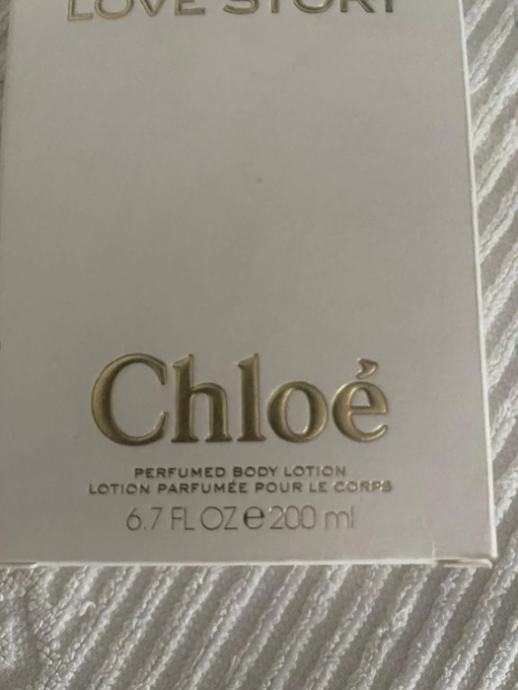 LOVE STORY
Chloé
PERFUMED BODY LOTION
LOTION PARFUMÉE POUR LE CORPS
6.7 FL OZ e 200 ml